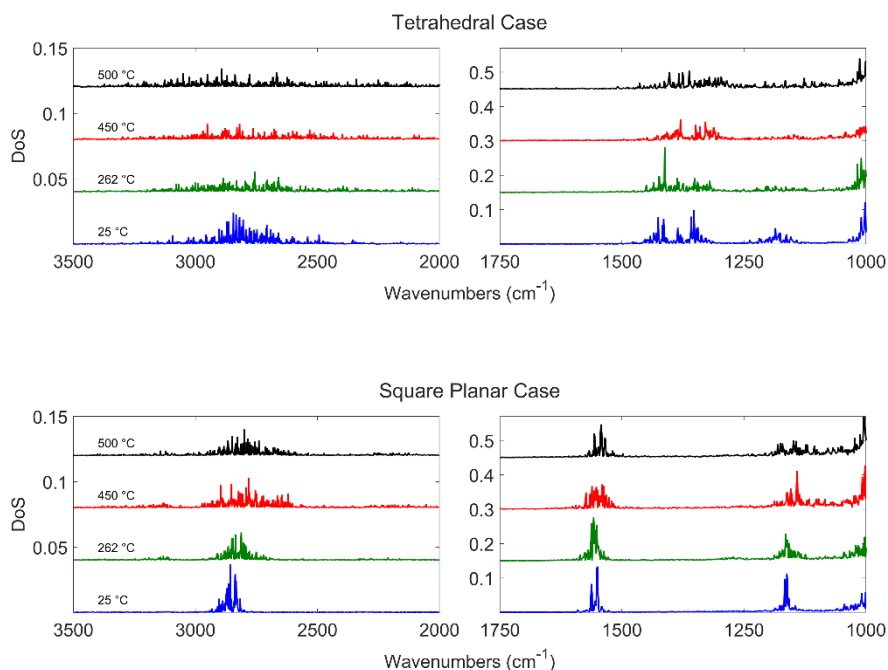 Tetrahedral Case
0.15
0.1
0.05
0
DoS
500 °C
450 °C
262 °C
25 °C
3500 3000 2500 2000
0.5
0.4
0.3
0.2
0.1
1750 1500 1250 1000
Wavenumbers (cm-1)
Square Planar Case
0.15
0.1
0.05
0
DoS
500 °C
450 °C
262 °C
25 °C
3500 3000 2500 2000
0.5
0.4
0.3
0.2
0.1
1750 1500 1250 1000
Wavenumbers (cm-1)